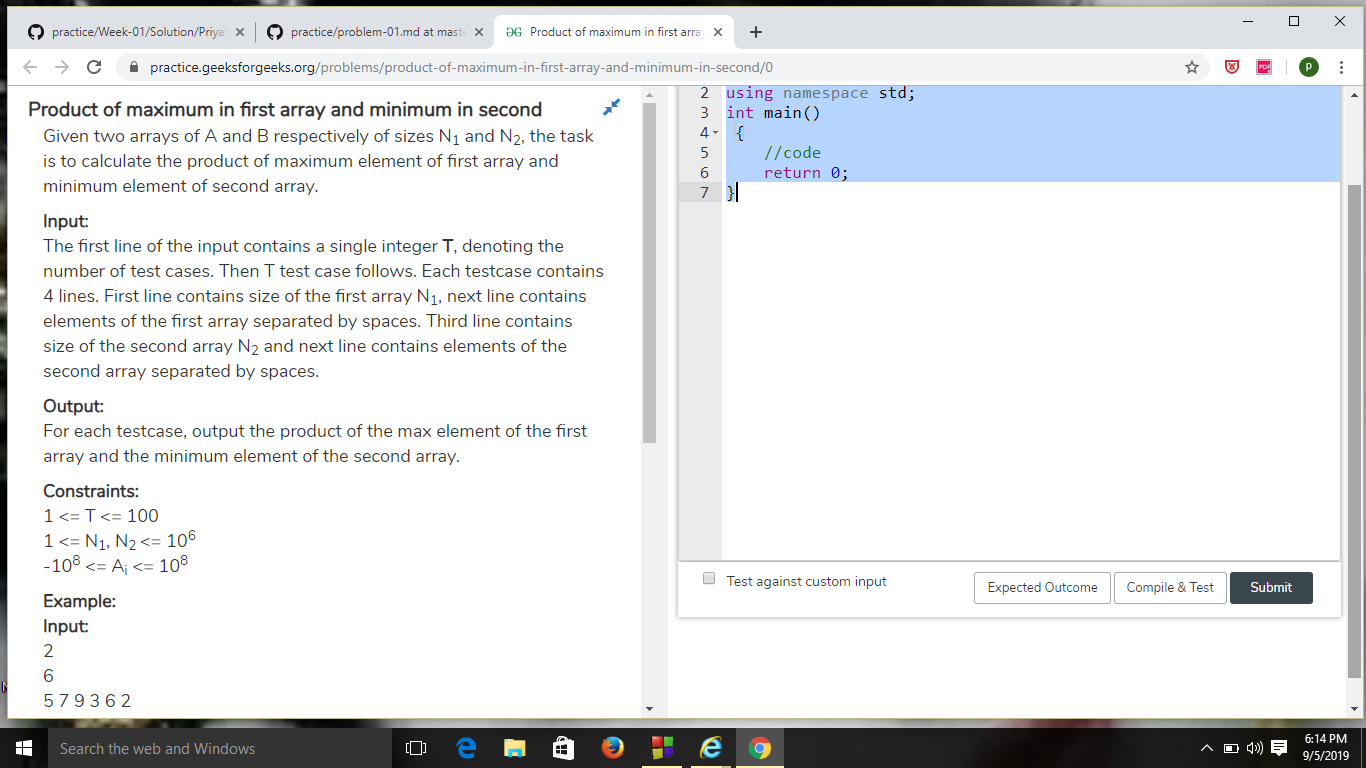 practice/Week-01/Solution/Priya
practice/problem-01.md at maste
Product of maximum in first array
practice.geeksforgeeks.org/problems/product-of-maximum-in-first-array-and-minimum-in-second/0
PDF
p
Product of maximum in first array and minimum in second
Given two arrays of A and B respectively of sizes N1 and N2, the task
is to calculate the product of maximum element of first array and
minimum element of second array.
Input:
The first line of the input contains a single integer T, denoting the
number of test cases. Then T test case follows. Each testcase contains
4 lines. First line contains size of the first array N1, next line contains
elements of the first array separated by spaces. Third line contains
size of the second array N2 and next line contains elements of the
second array separated by spaces.
Output:
For each testcase, output the product of the max element of the first
array and the minimum element of the second array.
Constraints:
1 <= T <= 100
1 <= N1, N2 <= 10^6
-10^8 <= Ai <= 10^8
Example:
Input:
2
6
5 7 9 3 6 2
2 using namespace std;
3 int main()
4 {
5 //code
6 return 0;
7 }
Test against custom input
Expected Outcome
Compile & Test
Submit
Search the web and Windows
6:14 PM
9/5/2019